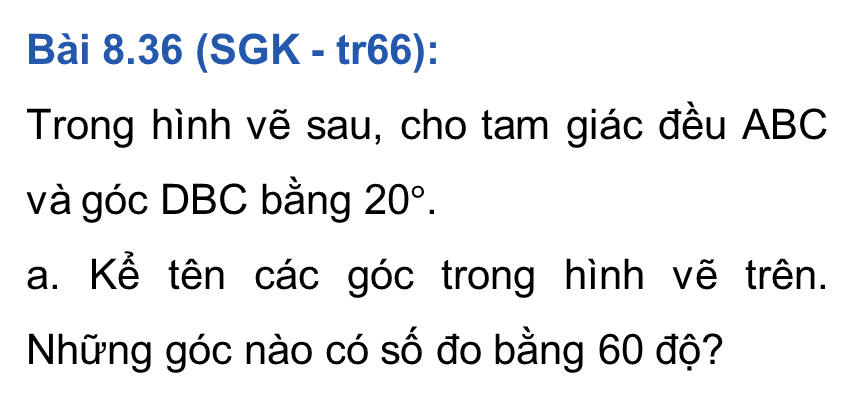 Bài 8.36 (SGK - tr66):
Trong hình vẽ sau, cho tam giác đều ABC
và góc DBC bằng 20°.
a. Kể tên các góc trong hình vẽ trên.
Những góc nào có số đo bằng 60 độ?